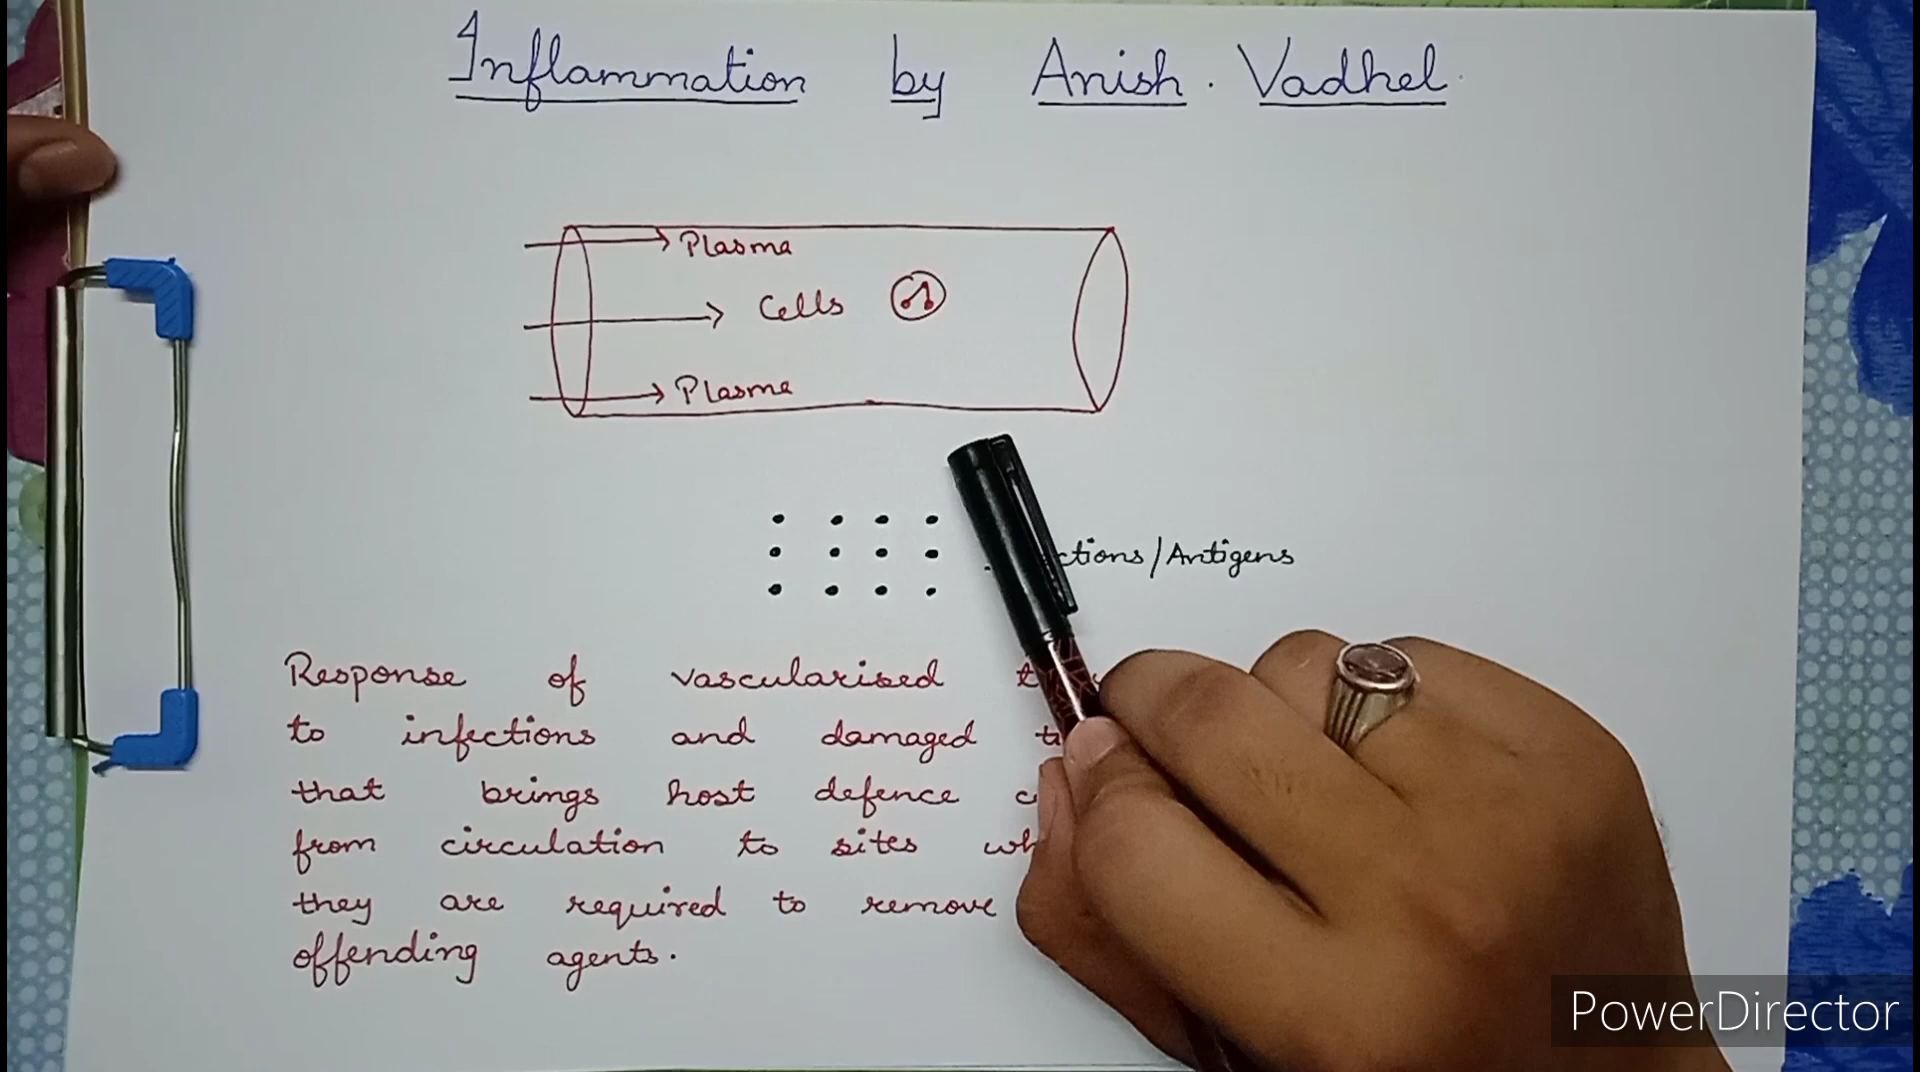 Inflammation by Anish. Vadhel.
Plasma
Cells
Plasma
ctions/Antigens
Response of vascularised
to infections and damaged
that brings host defence
from circulation to sites
they are required to remove
offending agents.
PowerDirector